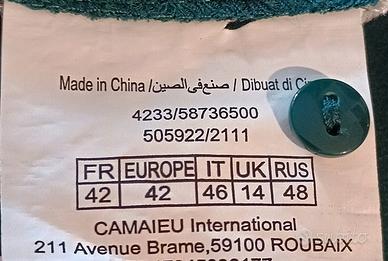 Made in China / صنع في الصين / Dibuat di
4233/58736500
505922/2111
FR EUROPE IT UK RUS
42 42 46 14 48
CAMAIEU International
211 Avenue Brame,59100 ROUBAIX